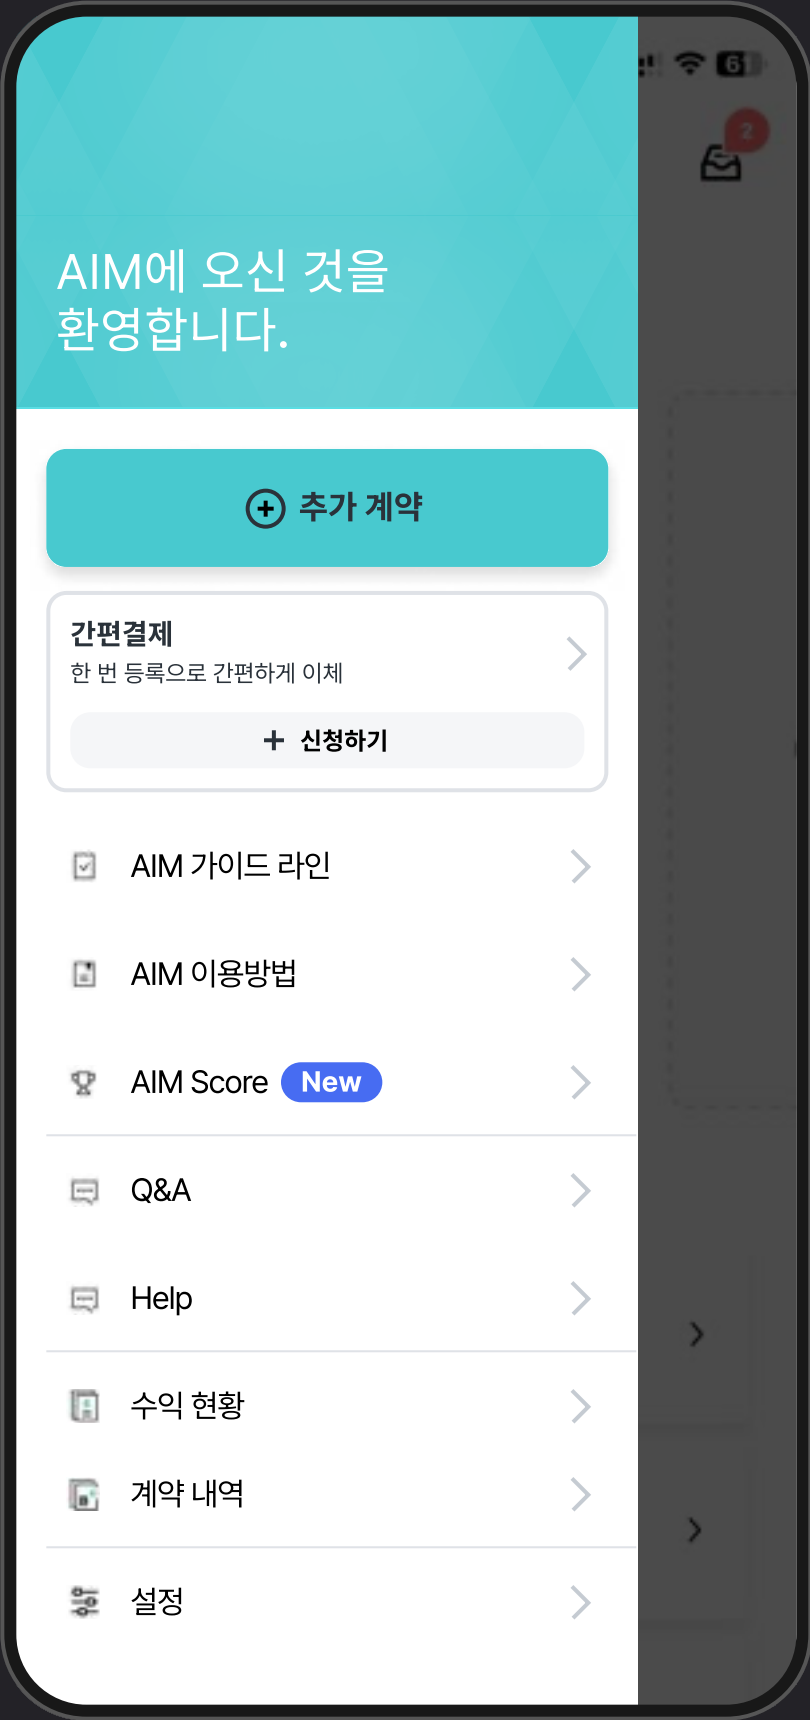 61
2
AIM에 오신 것을
환영합니다.
추가 계약
간편결제
한 번 등록으로 간편하게 이체
+ 신청하기
AIM 가이드 라인
AIM 이용방법
AIM Score New
Q&A
Help
수익 현황
계약 내역
설정